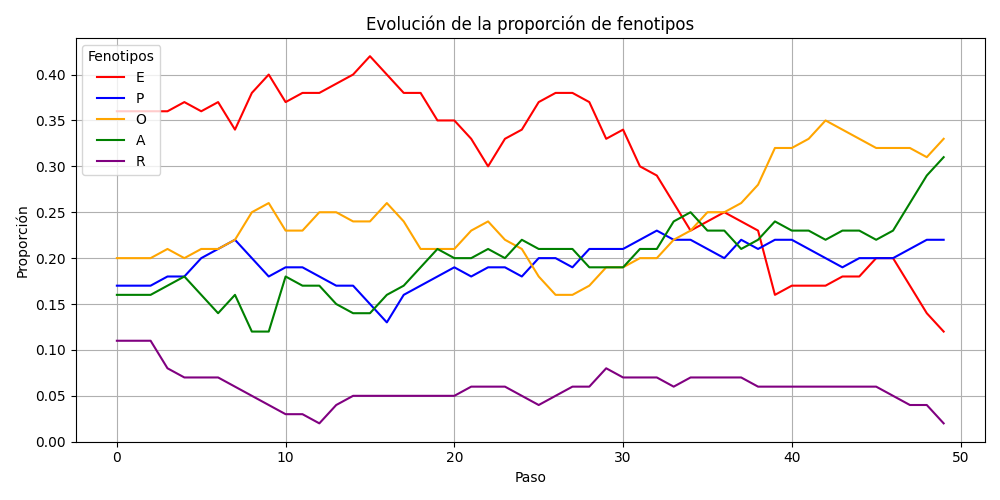 Evolución de la proporción de fenotipos
Fenotipos
E
P
O
A
R
Proporción
0.40
0.35
0.30
0.25
0.20
0.15
0.10
0.05
0.00
0 10 20 30 40 50
Paso